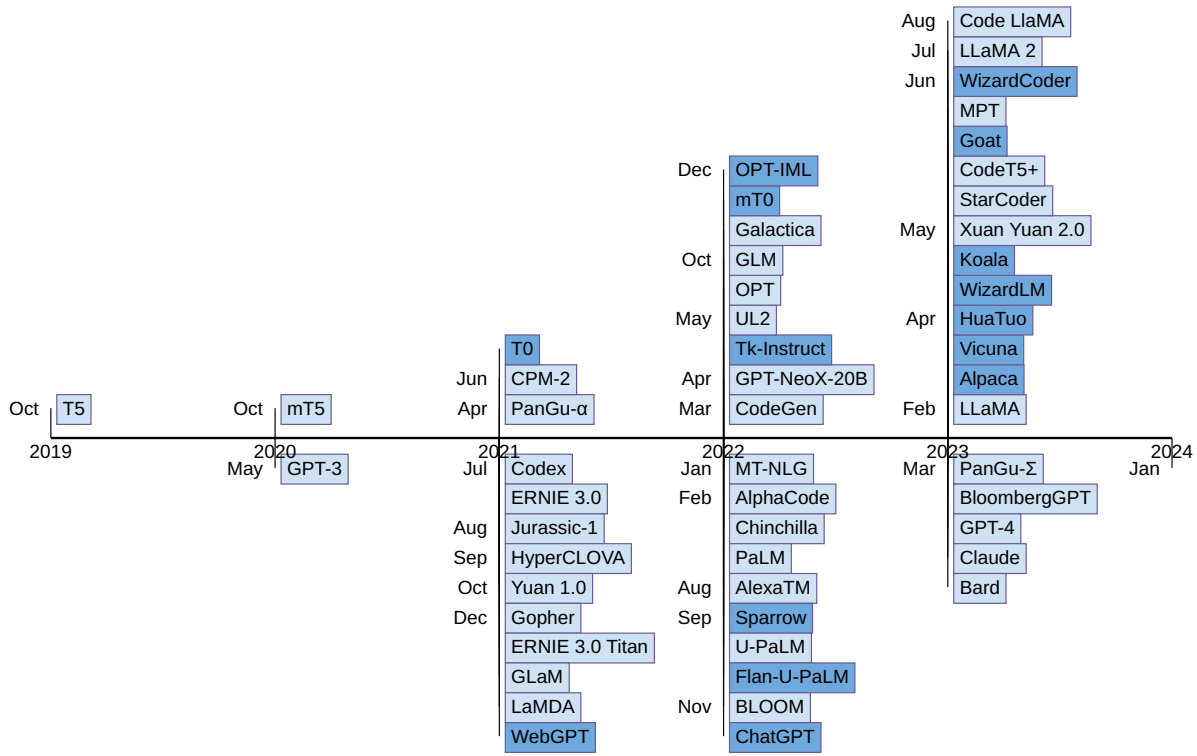 Aug Code LlaMA
Jul LLaMA 2
Jun WizardCoder
MPT
Goat
Dec OPT-IML CodeT5+
mT0 StarCoder
Galactica May Xuan Yuan 2.0
Oct GLM Koala
OPT WizardLM
May UL2 Apr HuaTuo
T0 Tk-Instruct Vicuna
Jun CPM-2 Apr GPT-NeoX-20B Alpaca
Oct T5 Oct mT5 Apr PanGu-α Mar CodeGen Feb LLaMA
2019 2020 2021 2022 2023 2024
May GPT-3 Jul Codex Jan MT-NLG Mar PanGu-Σ Jan
ERNIE 3.0 Feb AlphaCode BloombergGPT
Aug Jurassic-1 Chinchilla GPT-4
Sep HyperCLOVA PaLM Claude
Oct Yuan 1.0 Aug AlexaTM Bard
Dec Gopher Sep Sparrow
ERNIE 3.0 Titan U-PaLM
GLaM Flan-U-PaLM
LaMDA Nov BLOOM
WebGPT ChatGPT